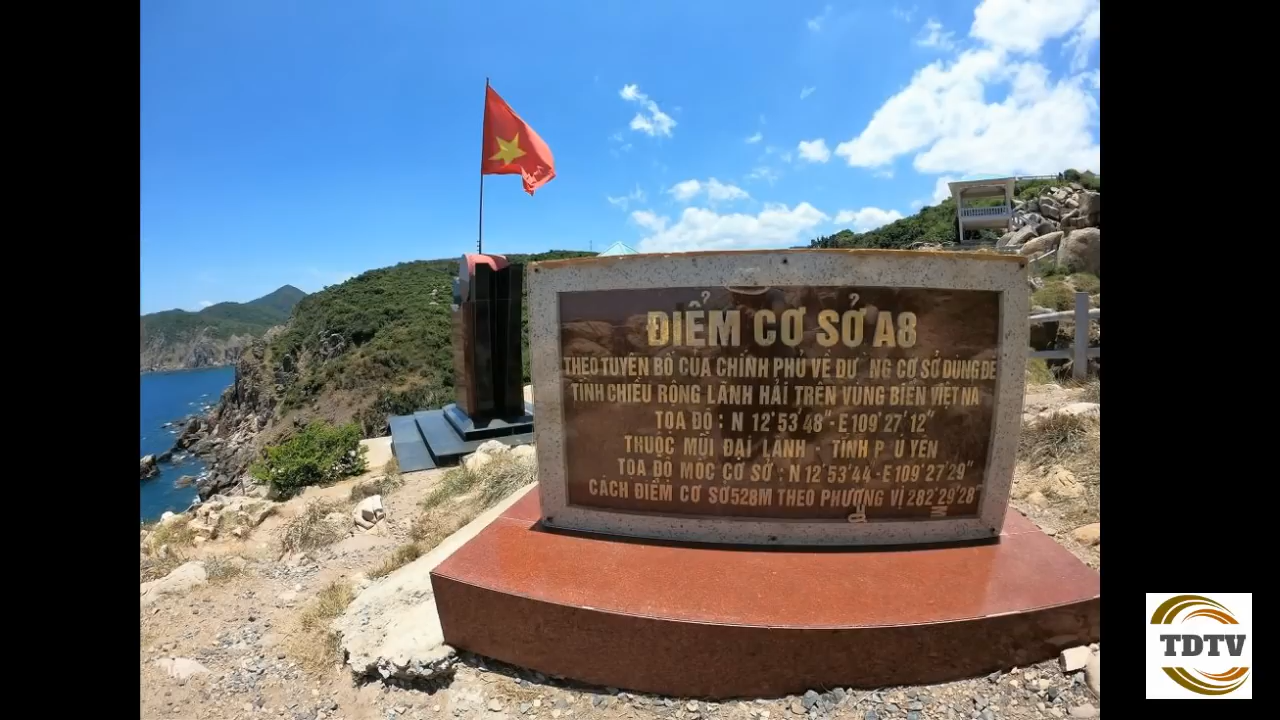 ĐIỂM CƠ SỞ A8
THEO TUYÊN BỐ CỦA CHÍNH PHỦ VỀ ĐƯ NG CƠ SỞ DÙNG ĐỂ
TÍNH CHIỀU RỘNG LÃNH HẢI TRÊN VÙNG BIỂN VIỆT NA
TỌA ĐỘ : N 12°53'48" - E 109°27'12"
THUỘC MŨI ĐẠI LÃNH - TỈNH P Ú YÊN
TỌA ĐỘ MỐC CƠ SỞ : N 12°53'44 - E 109°27'29"
CÁCH ĐIỂM CƠ SỞ 528M THEO PHƯƠNG VỊ 282°29'28"
TDTV